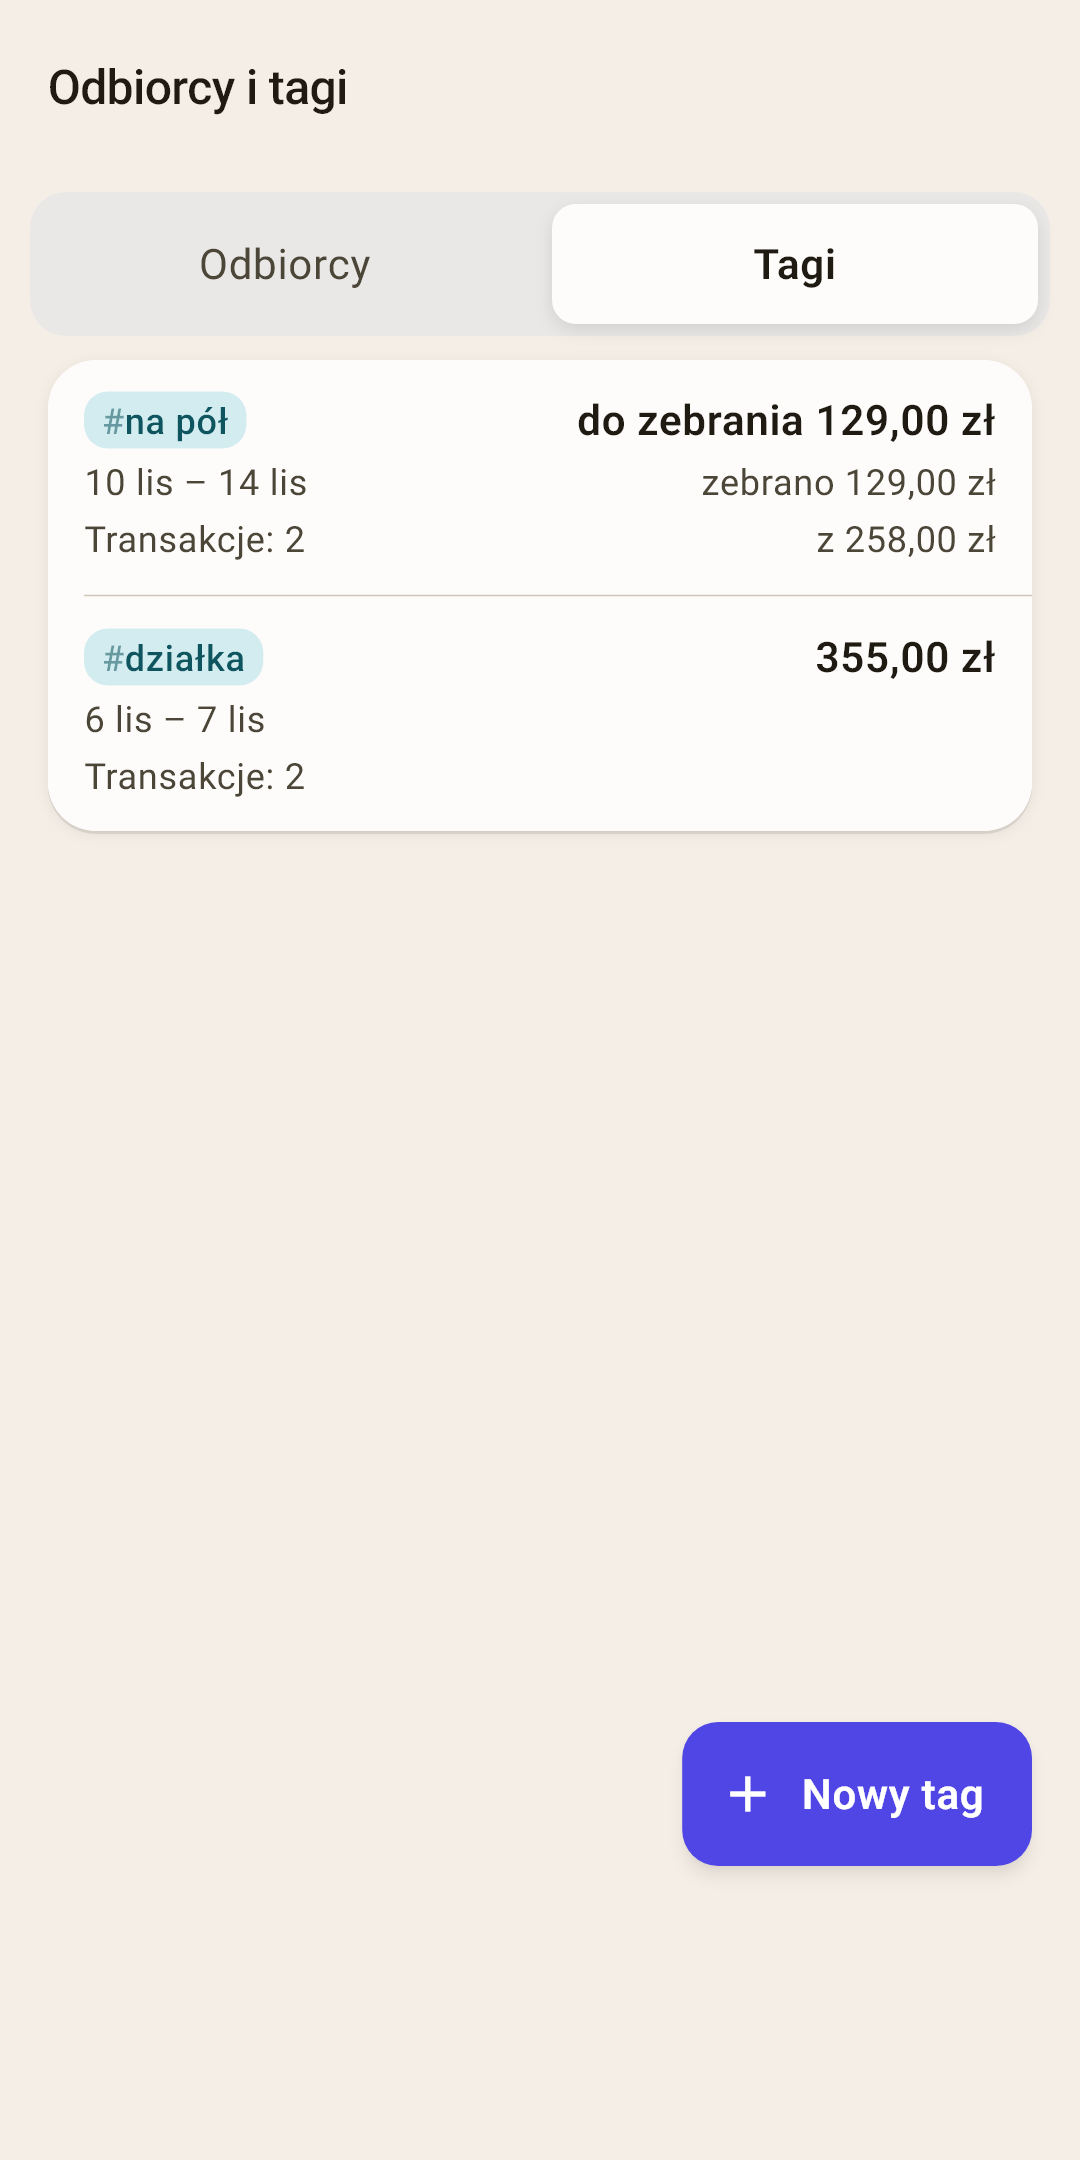 Odbiorcy i tagi
Odbiorcy
Tagi
#na pół
do zebrania 129,00 zł
10 lis – 14 lis
zebrano 129,00 zł
Transakcje: 2
z 258,00 zł
#działka
355,00 zł
6 lis – 7 lis
Transakcje: 2
+ Nowy tag